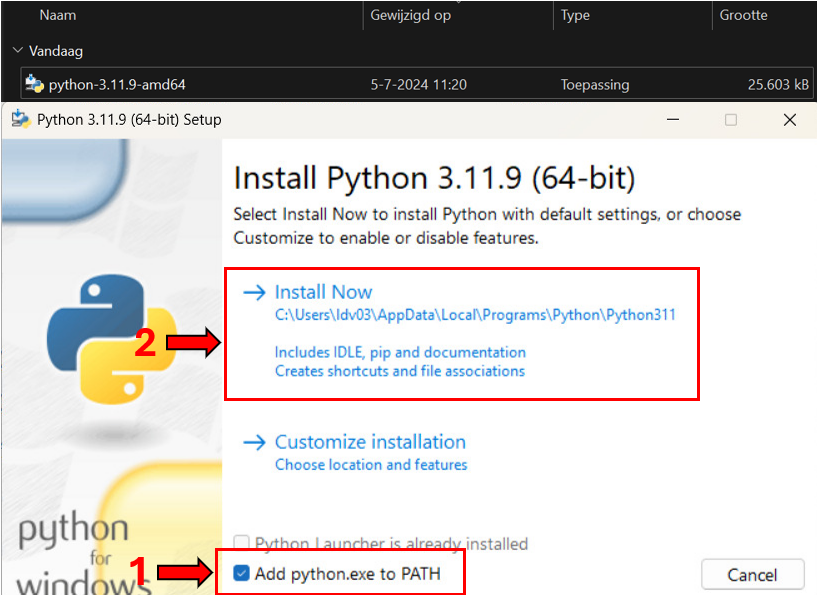 Naam Gewijzigd op Type Grootte
Vandaag
python-3.11.9-amd64 5-7-2024 11:20 Toepassing 25.603 kB
Python 3.11.9 (64-bit) Setup
Install Python 3.11.9 (64-bit)
Select Install Now to install Python with default settings, or choose
Customize to enable or disable features.
Install Now
C:\Users\ldv03\AppData\Local\Programs\Python\Python311
2
Includes IDLE, pip and documentation
Creates shortcuts and file associations
Customize installation
Choose location and features
python
for
windows
Python Launcher is already installed
1
Add python.exe to PATH
Cancel